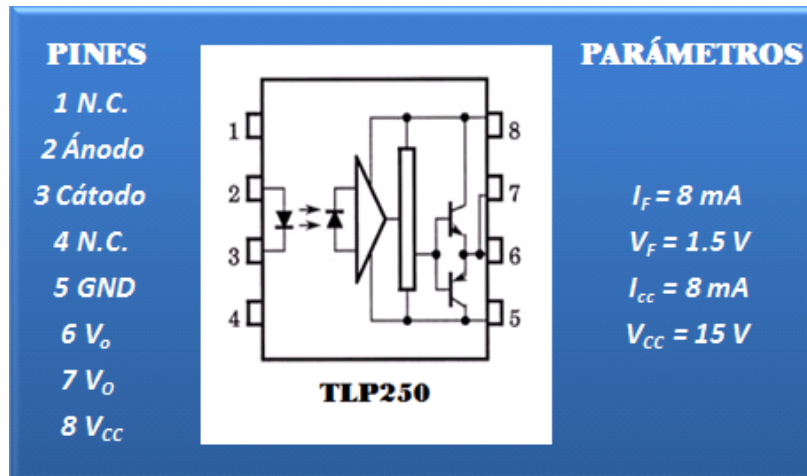 PINES
1 N.C.
2 Ánodo
3 Cátodo
4 N.C.
5 GND
6 Vo
7 VO
8 VCC
1
2
3
4
8
7
6
5
TLP250
PARÁMETROS
IF = 8 mA
VF = 1.5 V
Icc = 8 mA
VCC = 15 V